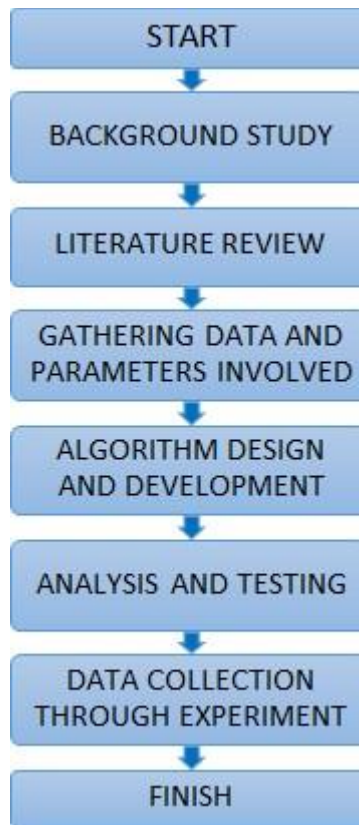 START
BACKGROUND STUDY
LITERATURE REVIEW
GATHERING DATA AND
PARAMETERS INVOLVED
ALGORITHM DESIGN
AND DEVELOPMENT
ANALYSIS AND TESTING
DATA COLLECTION
THROUGH EXPERIMENT
FINISH